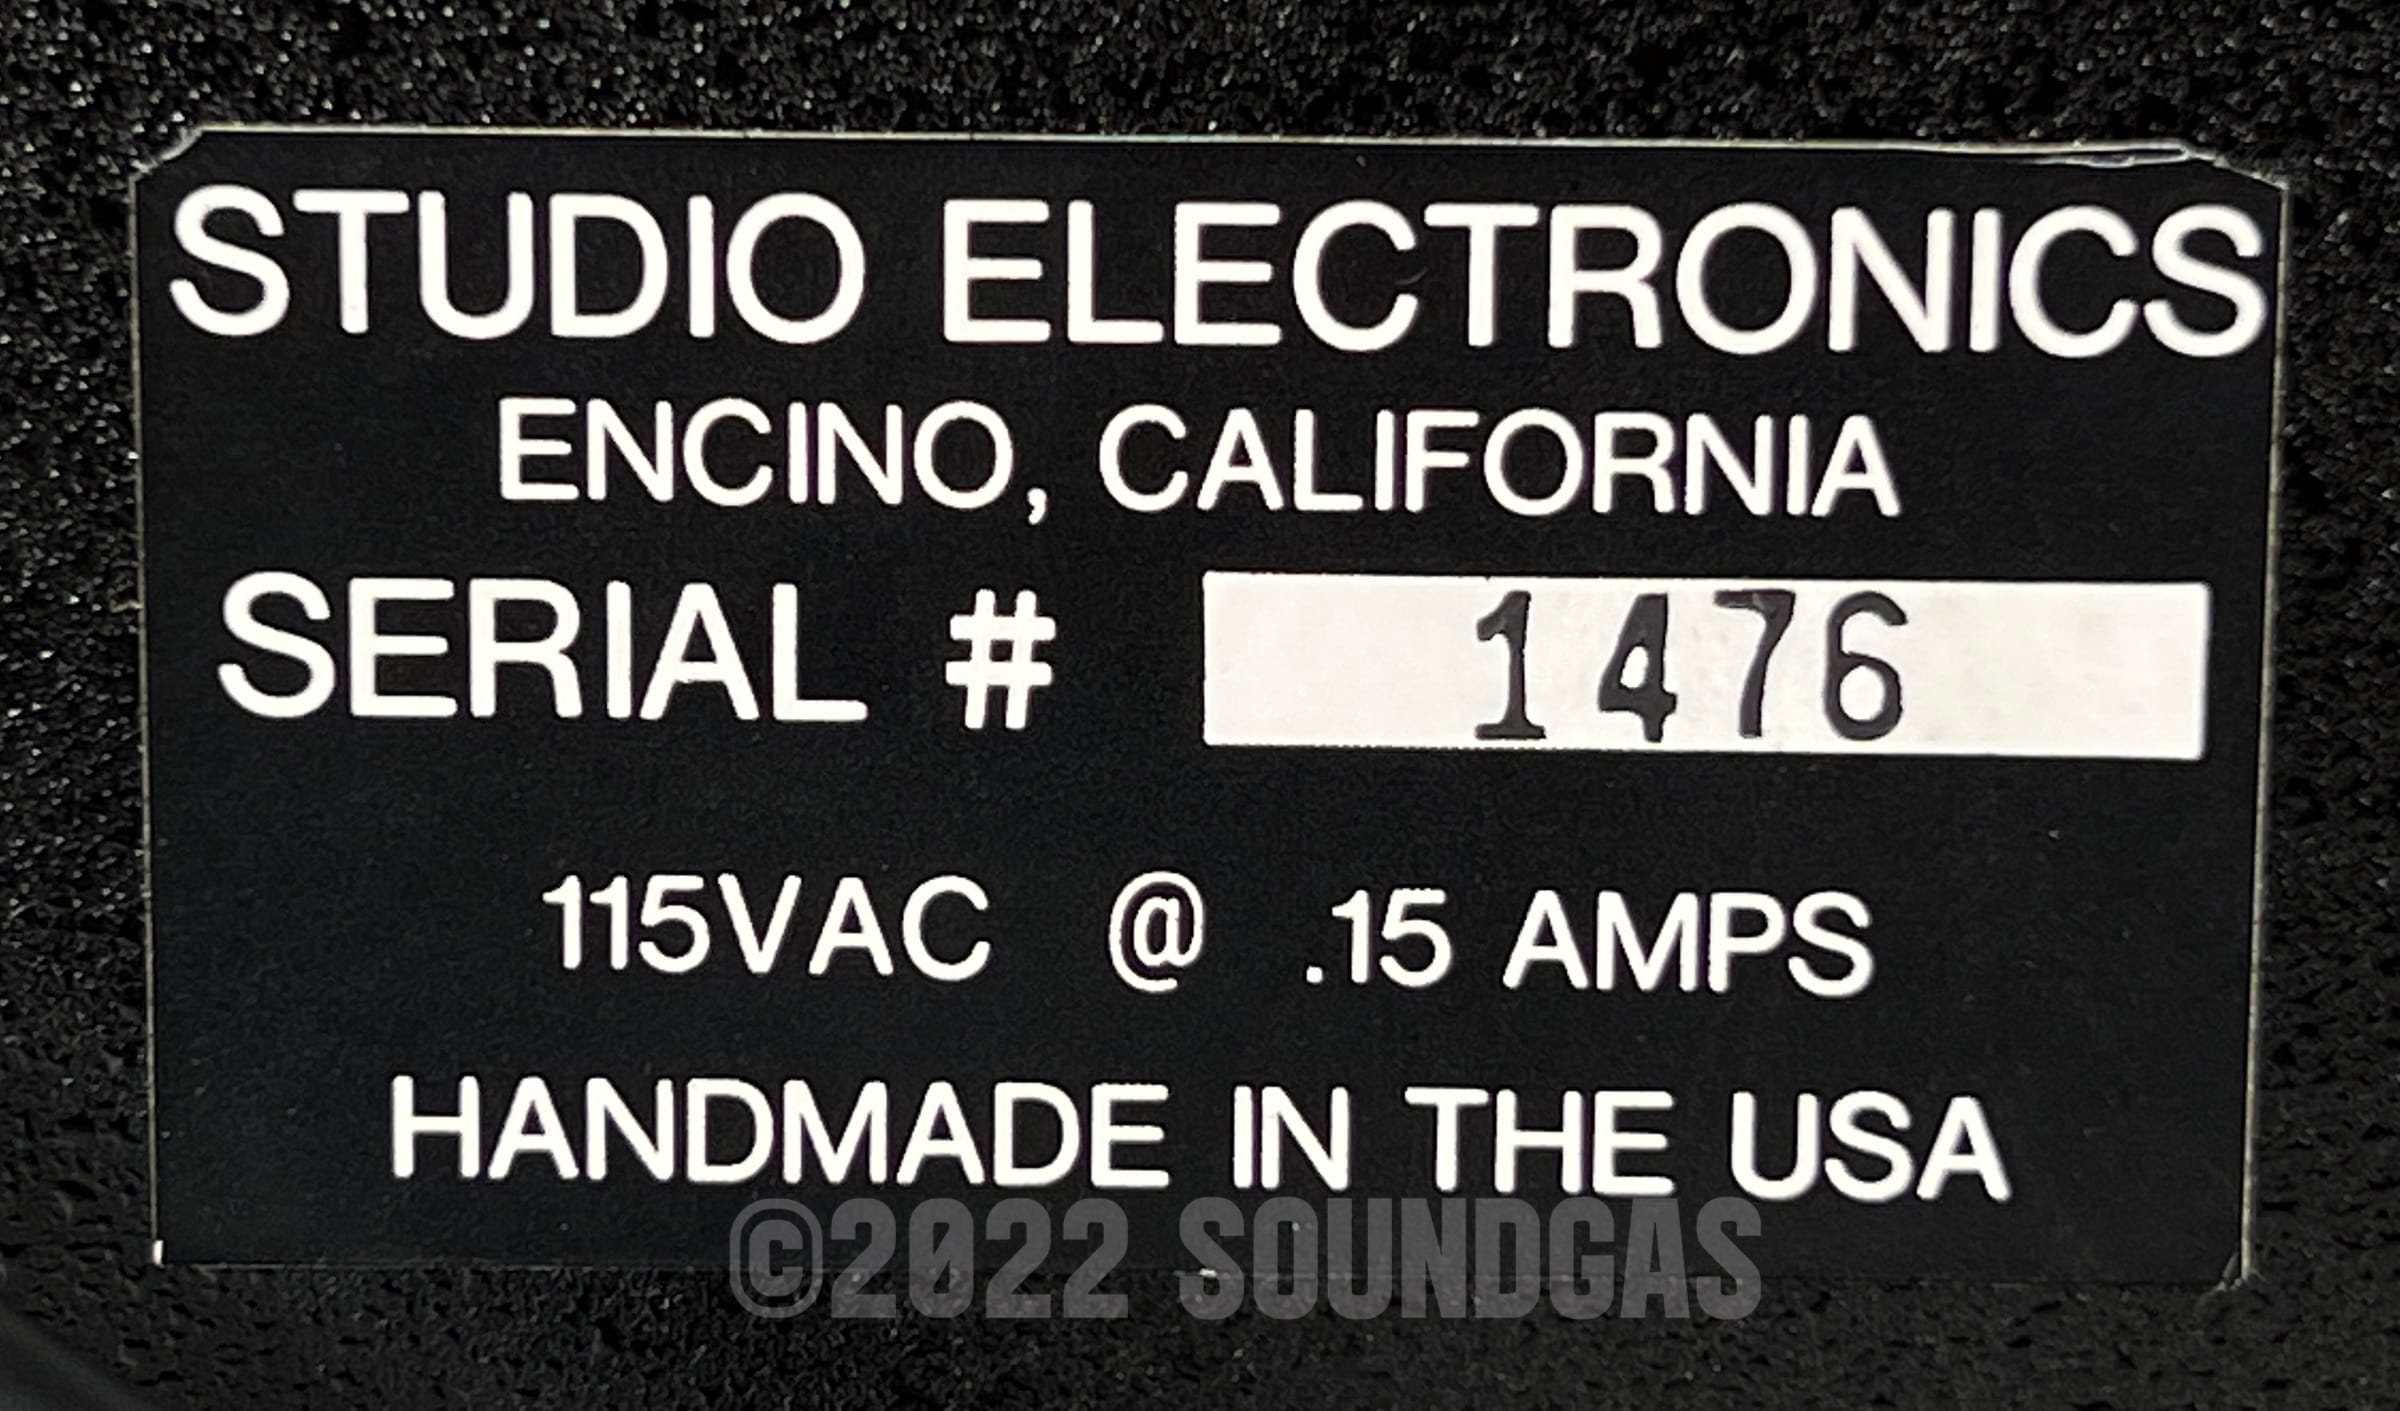 STUDIO ELECTRONICS
ENCINO, CALIFORNIA
SERIAL # 1476
115VAC @ .15 AMPS
HANDMADE IN THE USA
©2022 SOUNDGAS